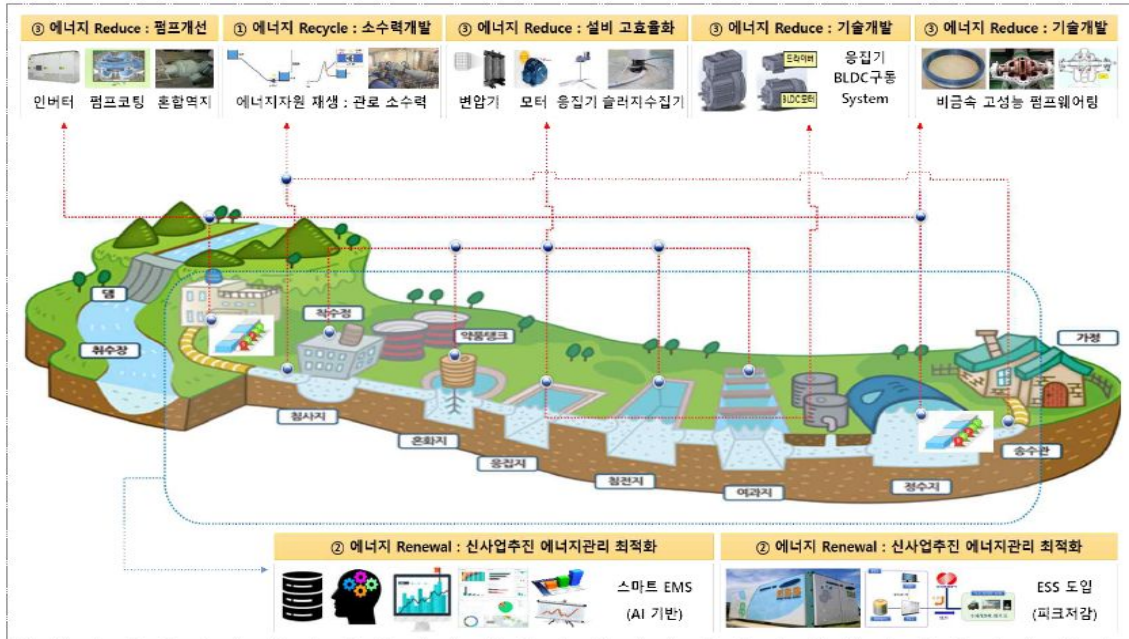 ③ 에너지 Reduce : 펌프개선
인버터 펌프코팅 혼합역지
① 에너지 Recycle : 소수력개발
에너지자원 재생 : 관로 소수력
③ 에너지 Reduce : 설비 고효율화
변압기 모터 응집기 슬러지수집기
③ 에너지 Reduce : 기술개발
드라이버
BLDC모터
응집기
BLDC구동
System
③ 에너지 Reduce : 기술개발
비금속 고성능 펌프웨어링
댐
취수장
착수정
약품탱크
가정
침사지
혼화지
응집지
침전지
여과지
정수지
송수관
② 에너지 Renewal : 신사업추진 에너지관리 최적화
스마트 EMS
(AI 기반)
② 에너지 Renewal : 신사업추진 에너지관리 최적화
ESS 도입
(피크저감)